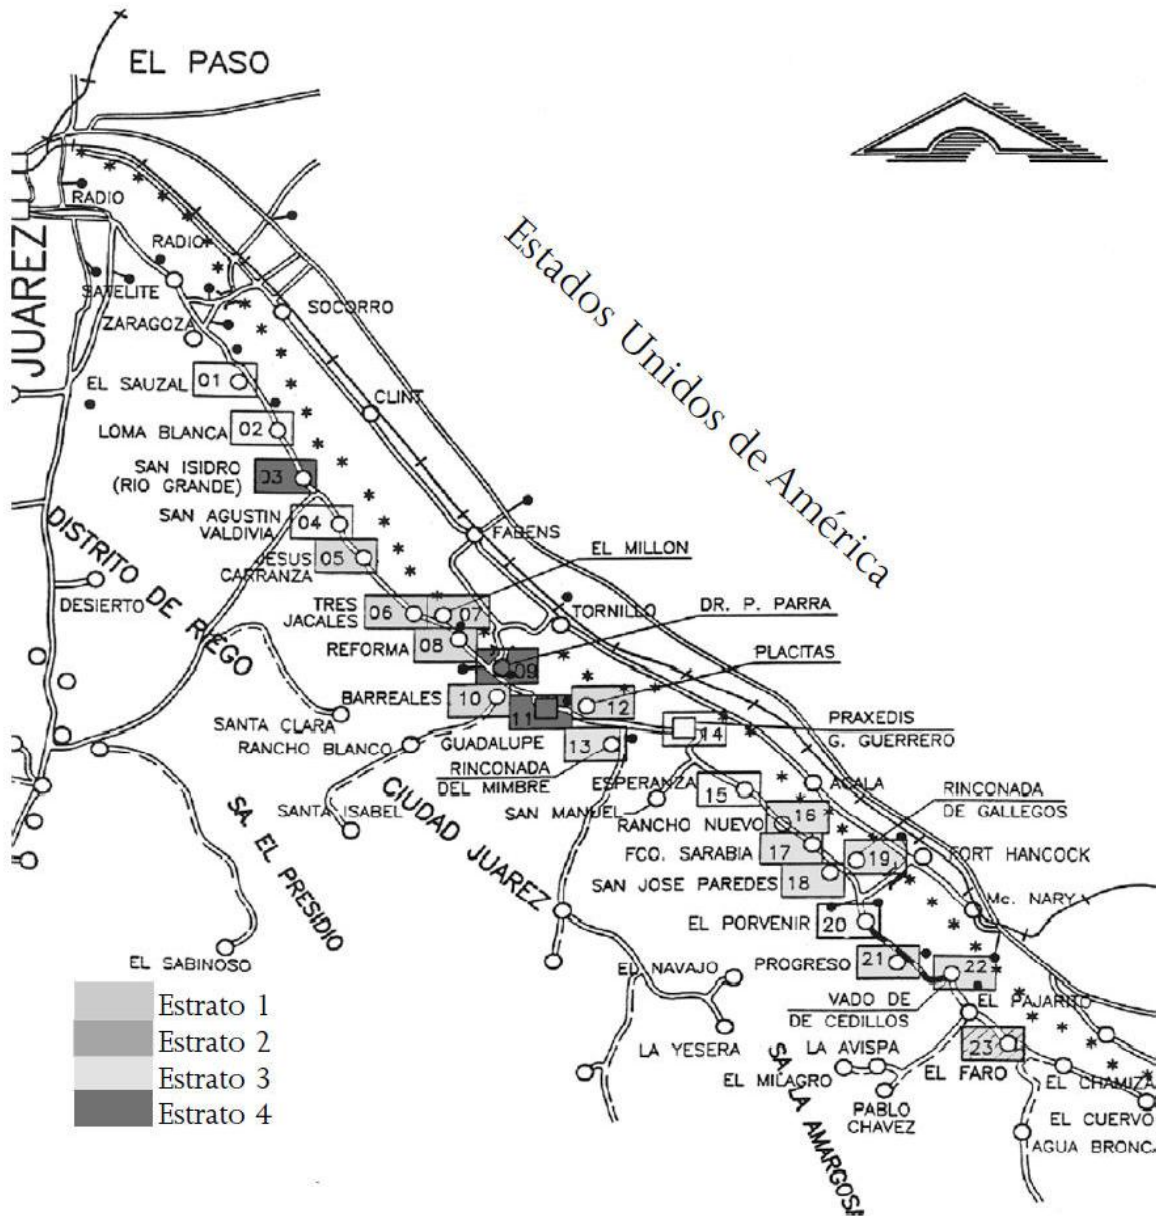 EL PASO
RADIO
RADIO
JUAREZ
SATELITE
ZARAGOZA
SOCORRO
Estados Unidos de América
EL SAUZAL
01
CLINT
LOMA BLANCA
02
SAN ISIDRO
(RIO GRANDE)
03
SAN AGUSTIN
VALDIVIA
04
FABENS
DISTRITO DE RIEGO
JESUS
CARRANZA
05
EL MILLON
DESIERTO
TRES
JACALES
06
07
TORNILLO
DR. P. PARRA
REFORMA
08
09
PLACITAS
BARREALES
10
11
12
SANTA CLARA
RANCHO BLANCO
GUADALUPE
13
14
PRAXEDIS
G. GUERRERO
RINCONADA
DEL MIMBRE
CIUDAD JUAREZ
ESPERANZA
15
ACALA
RINCONADA
DE GALLEGOS
SANTA ISABEL
SAN MANUEL
RANCHO NUEVO
16
SA. EL PRESIDIO
FCO. SARABIA
17
19
FORT HANCOCK
SAN JOSE PAREDES
18
Mc. NARY
EL PORVENIR
20
EL SABINOSO
EL NAVAJO
PROGRESO
21
22
VADO DE
DE CEDILLOS
EL PAJARITO
Estrato 1
Estrato 2
Estrato 3
Estrato 4
LA YESERA
SA. LA AMARGOSA
LA AVISPA
EL MILAGRO
23
EL FARO
PABLO
CHAVEZ
EL CHAMIZA
EL CUERVO
AGUA BRONC